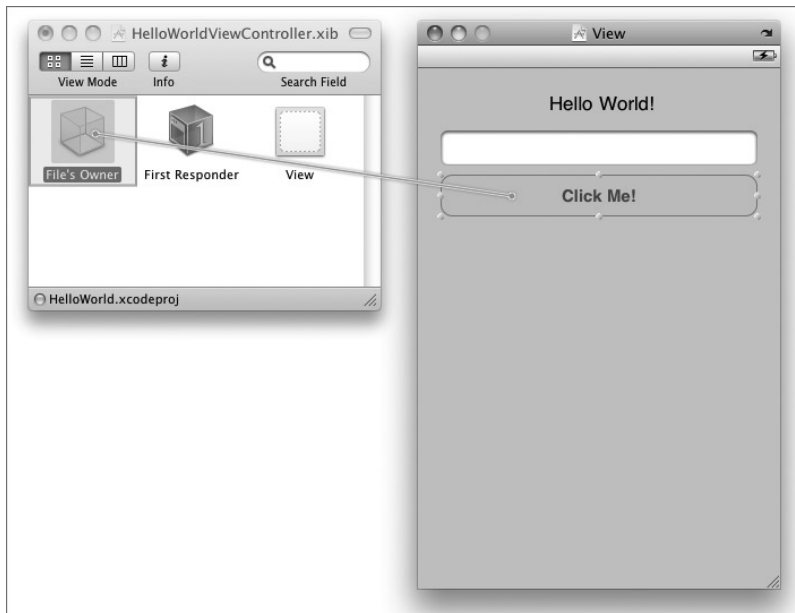 HelloWorldViewController.xib
View Mode
Info
Search Field
File's Owner
First Responder
View
HelloWorld.xcodeproj
View
Hello World!
Click Me!